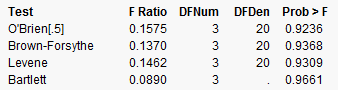 Test F Ratio DFNum DFDen Prob > F
O'Brien[.5] 0.1575 3 20 0.9236
Brown-Forsythe 0.1370 3 20 0.9368
Levene 0.1462 3 20 0.9309
Bartlett 0.0890 3 . 0.9661